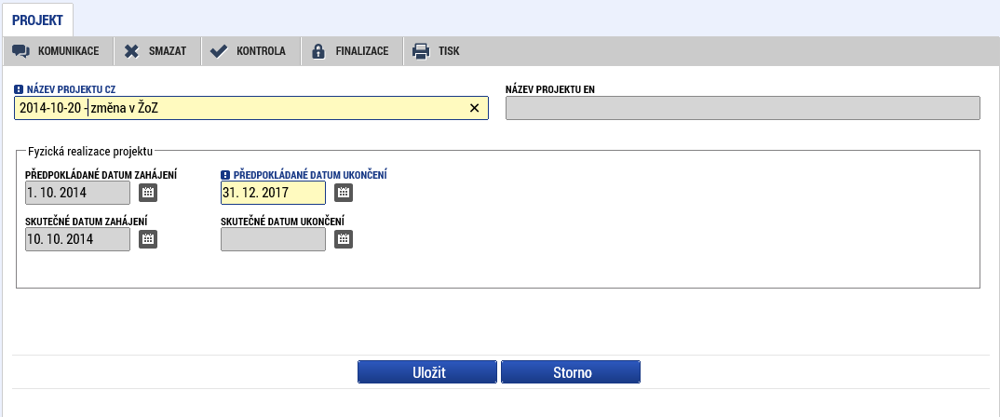 PROJEKT
KOMUNIKACE SMAZAT KONTROLA FINALIZACE TISK
NÁZEV PROJEKTU CZ NÁZEV PROJEKTU EN
2014-10-20 - změna v ŽoZ
Fyzická realizace projektu
PŘEDPOKLÁDANÉ DATUM ZAHÁJENÍ PŘEDPOKLÁDANÉ DATUM UKONČENÍ
1. 10. 2014 31. 12. 2017
SKUTEČNÉ DATUM ZAHÁJENÍ SKUTEČNÉ DATUM UKONČENÍ
10. 10. 2014
Uložit Storno